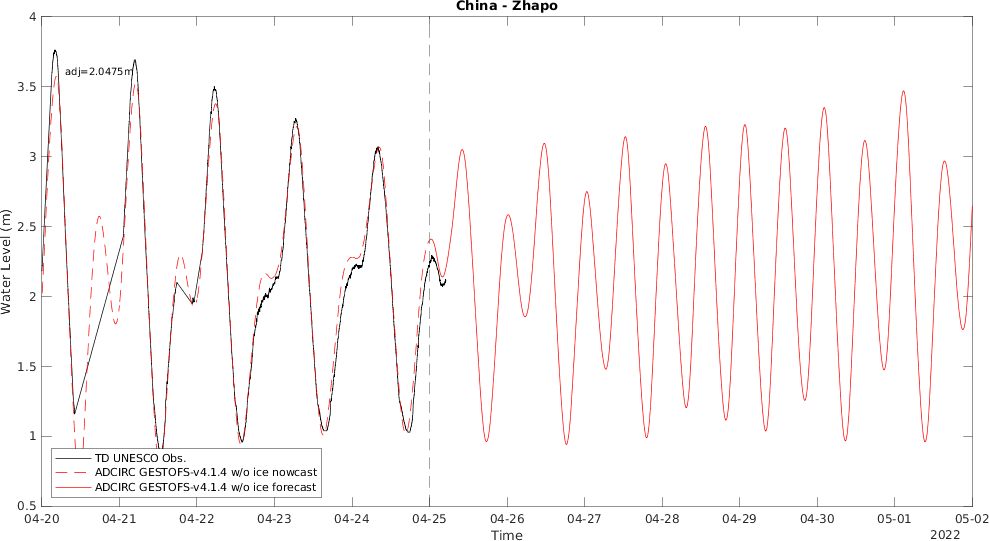 China - Zhapo
adj=2.0475m
Water Level (m)
4
3.5
3
2.5
2
1.5
1
0.5
TD UNESCO Obs.
ADCIRC GESTOFS-v4.1.4 w/o ice nowcast
ADCIRC GESTOFS-v4.1.4 w/o ice forecast
04-20 04-21 04-22 04-23 04-24 04-25 04-26 04-27 04-28 04-29 04-30 05-01 05-02
Time
2022